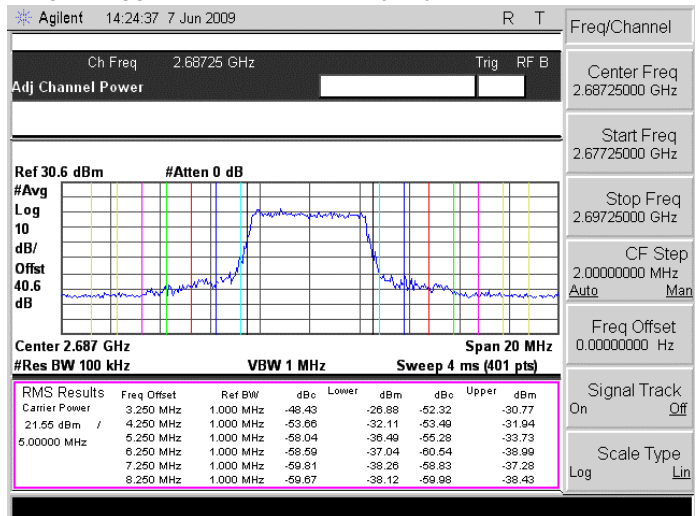 Agilent 14:24:37 7 Jun 2009 R T
Ch Freq 2.68725 GHz Trig RF B
Adj Channel Power
Ref 30.6 dBm #Atten 0 dB
#Avg
Log
10
dB/
Offst
40.6
dB
Center 2.687 GHz Span 20 MHz
#Res BW 100 kHz VBW 1 MHz Sweep 4 ms (401 pts)
RMS Results Freq Offset Ref BW dBc Lower dBm dBc Upper dBm
Carrier Power 3.250 MHz 1.000 MHz -48.43 -26.88 -52.32 -30.77
21.55 dBm / 4.250 MHz 1.000 MHz -53.66 -32.11 -53.49 -31.94
5.00000 MHz 5.250 MHz 1.000 MHz -58.04 -36.49 -55.28 -33.73
6.250 MHz 1.000 MHz -58.59 -37.04 -60.54 -38.99
7.250 MHz 1.000 MHz -59.81 -38.26 -58.83 -37.28
8.250 MHz 1.000 MHz -59.67 -38.12 -59.98 -38.43
Freq/Channel
Center Freq
2.68725000 GHz
Start Freq
2.67725000 GHz
Stop Freq
2.69725000 GHz
CF Step
2.00000000 MHz
Auto Man
Freq Offset
0.00000000 Hz
Signal Track
On Off
Scale Type
Log Lin